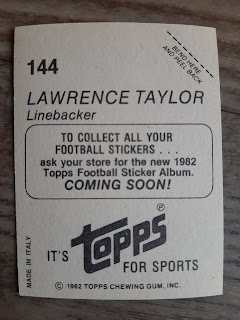 144
BEND HERE
AND PEEL BACK
LAWRENCE TAYLOR
Linebacker
TO COLLECT ALL YOUR
FOOTBALL STICKERS . . .
ask your store for the new 1982
Topps Football Sticker Album.
COMING SOON!
IT'S topps ℗
FOR SPORTS
MADE IN ITALY
© 1982 TOPPS CHEWING GUM, INC.